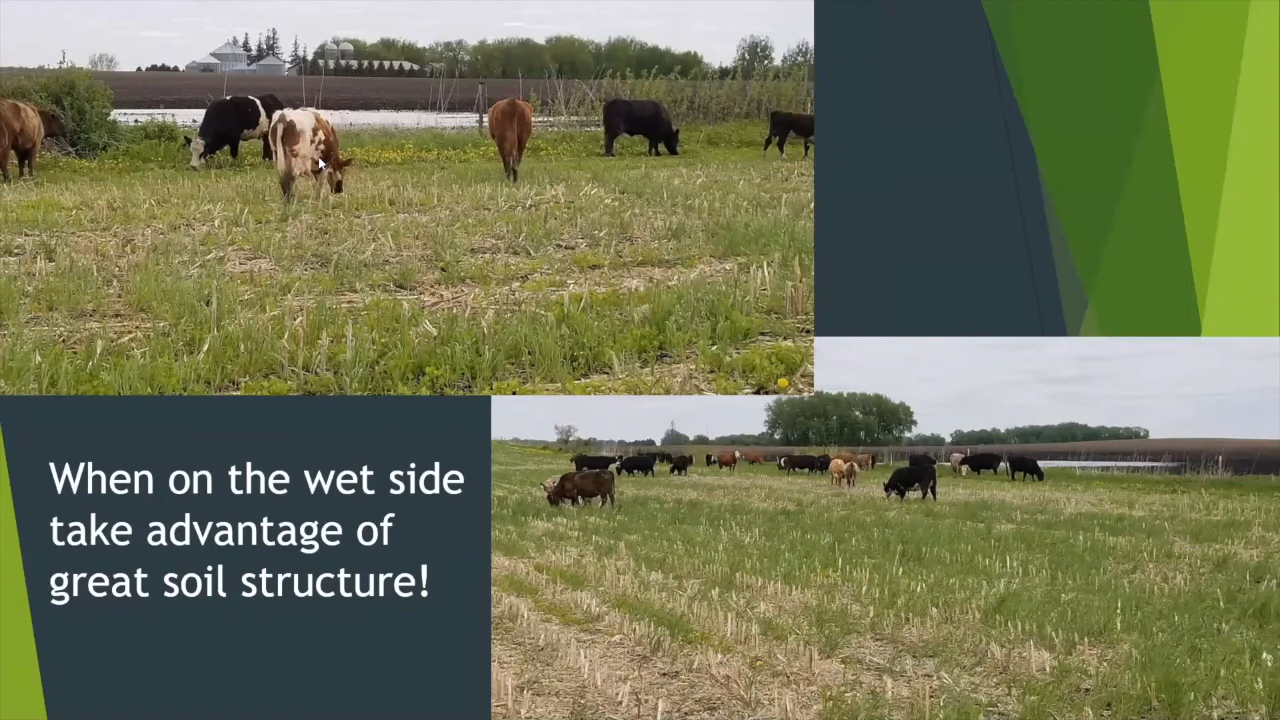 When on the wet side
take advantage of
great soil structure!